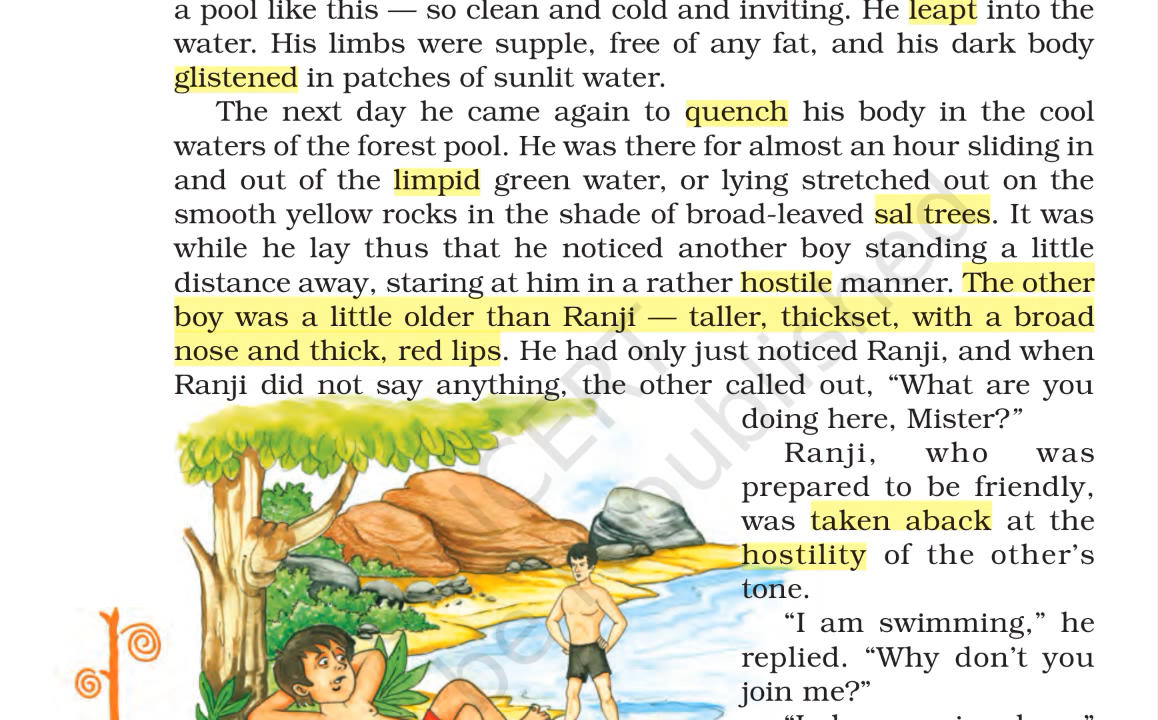 a pool like this — so clean and cold and inviting. He leapt into the
water. His limbs were supple, free of any fat, and his dark body
glistened in patches of sunlit water.
The next day he came again to quench his body in the cool
waters of the forest pool. He was there for almost an hour sliding in
and out of the limpid green water, or lying stretched out on the
smooth yellow rocks in the shade of broad-leaved sal trees. It was
while he lay thus that he noticed another boy standing a little
distance away, staring at him in a rather hostile manner. The other
boy was a little older than Ranji — taller, thickset, with a broad
nose and thick, red lips. He had only just noticed Ranji, and when
Ranji did not say anything, the other called out, “What are you
doing here, Mister?”
Ranji, who was
prepared to be friendly,
was taken aback at the
hostility of the other’s
tone.
“I am swimming,” he
replied. “Why don’t you
join me?”
NCERT
be published